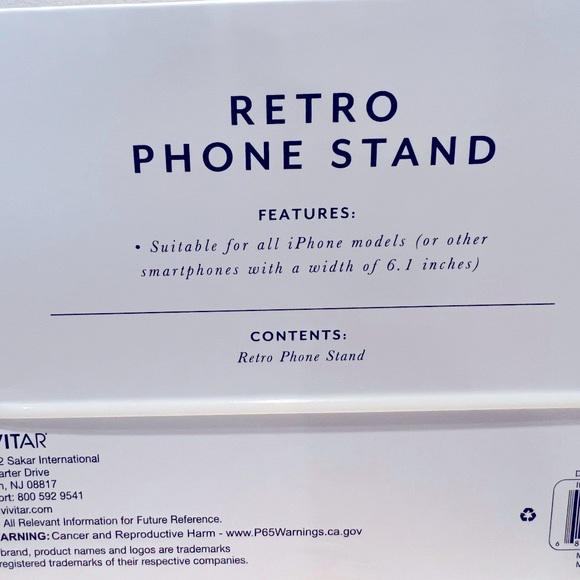 RETRO
PHONE STAND
FEATURES:
• Suitable for all iPhone models (or other
smartphones with a width of 6.1 inches)
CONTENTS:
Retro Phone Stand
VITAR
2 Sakar International
arter Drive
n, NJ 08817
ort: 800 592 9541
vivitar.com
All Relevant Information for Future Reference.
ARNING: Cancer and Reproductive Harm - www.P65Warnings.ca.gov
brand, product names and logos are trademarks
registered trademarks of their respective companies.
6